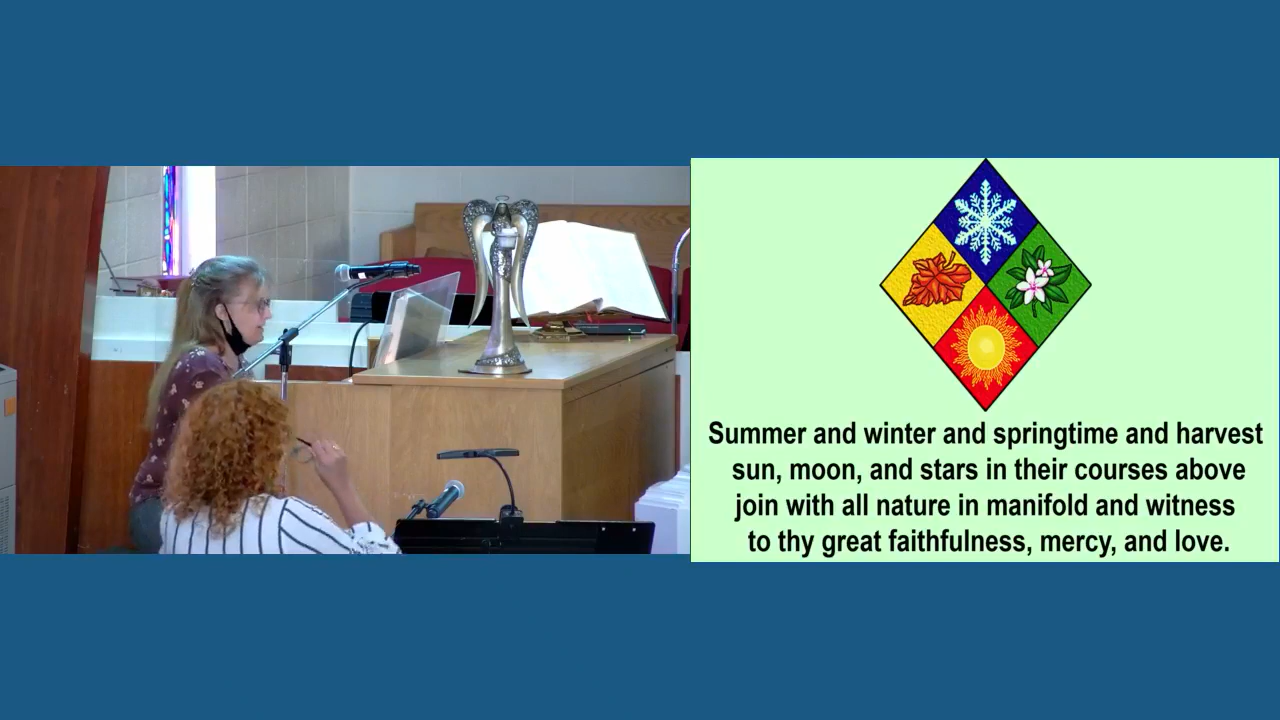 Summer and winter and springtime and harvest
sun, moon, and stars in their courses above
join with all nature in manifold and witness
to thy great faithfulness, mercy, and love.